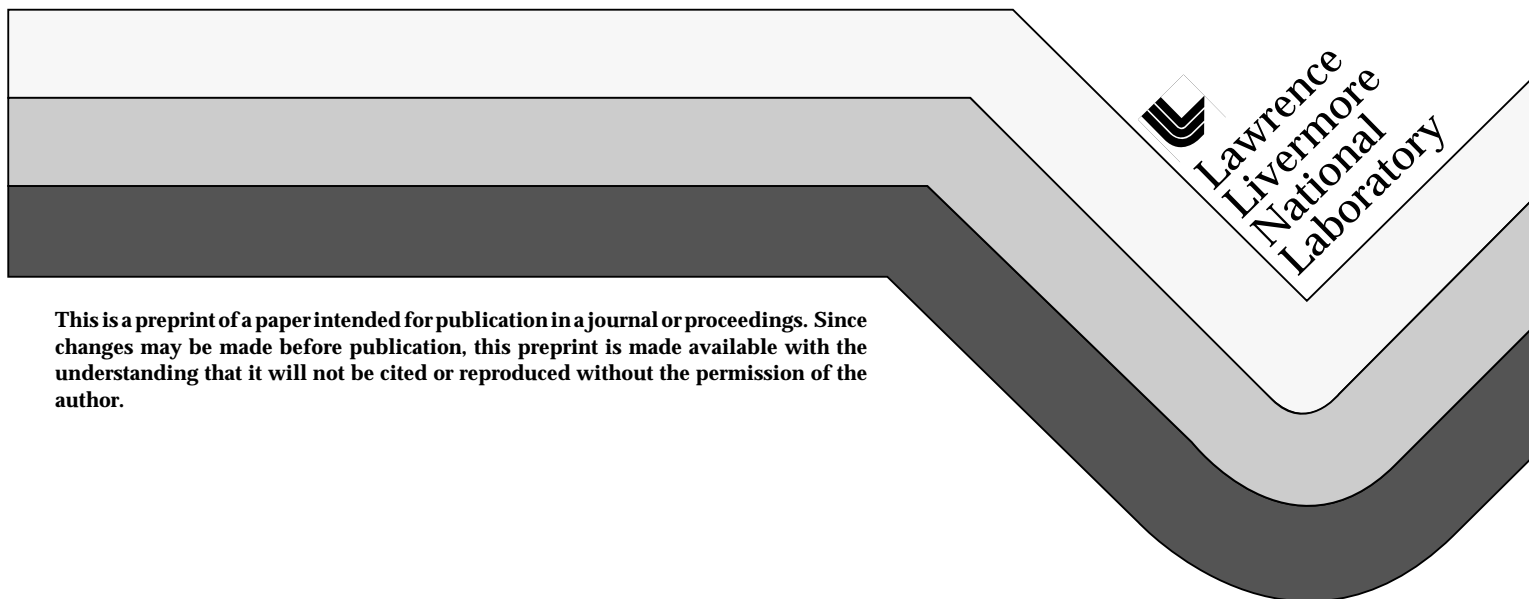 Lawrence
Livermore
National
Laboratory
This is a preprint of a paper intended for publication in a journal or proceedings. Since
changes may be made before publication, this preprint is made available with the
understanding that it will not be cited or reproduced without the permission of the
author.